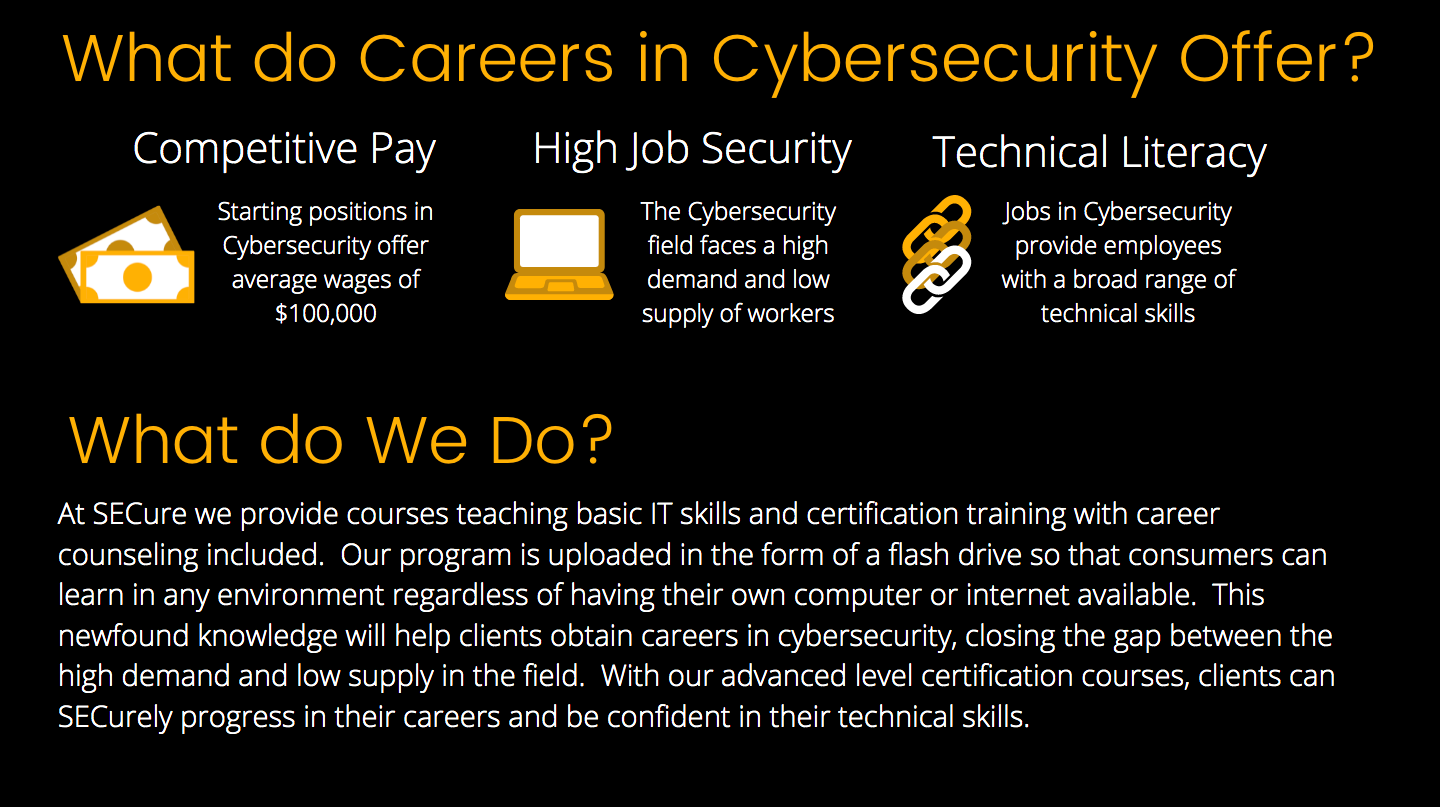 What do Careers in Cybersecurity Offer?
Competitive Pay
Starting positions in
Cybersecurity offer
average wages of
$100,000
High Job Security
The Cybersecurity
field faces a high
demand and low
supply of workers
Technical Literacy
Jobs in Cybersecurity
provide employees
with a broad range of
technical skills
What do We Do?
At SECure we provide courses teaching basic IT skills and certification training with career
counseling included.  Our program is uploaded in the form of a flash drive so that consumers can
learn in any environment regardless of having their own computer or internet available.  This
newfound knowledge will help clients obtain careers in cybersecurity, closing the gap between the
high demand and low supply in the field.  With our advanced level certification courses, clients can
SECurely progress in their careers and be confident in their technical skills.